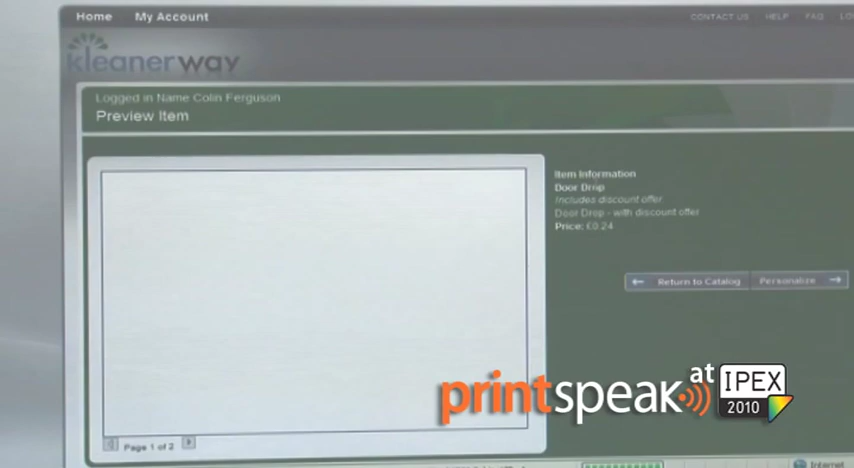 Home My Account CONTACT US HELP FAQ
kleanerway
Logged in Name Colin Ferguson
Preview Item
Item Information
Door Drop
Includes discount offer
Door Drop - with discount offer
Price: €0.24
← Return to Catalog Personalize →
Page 1 of 2
printspeak at IPEX
2010
Internet